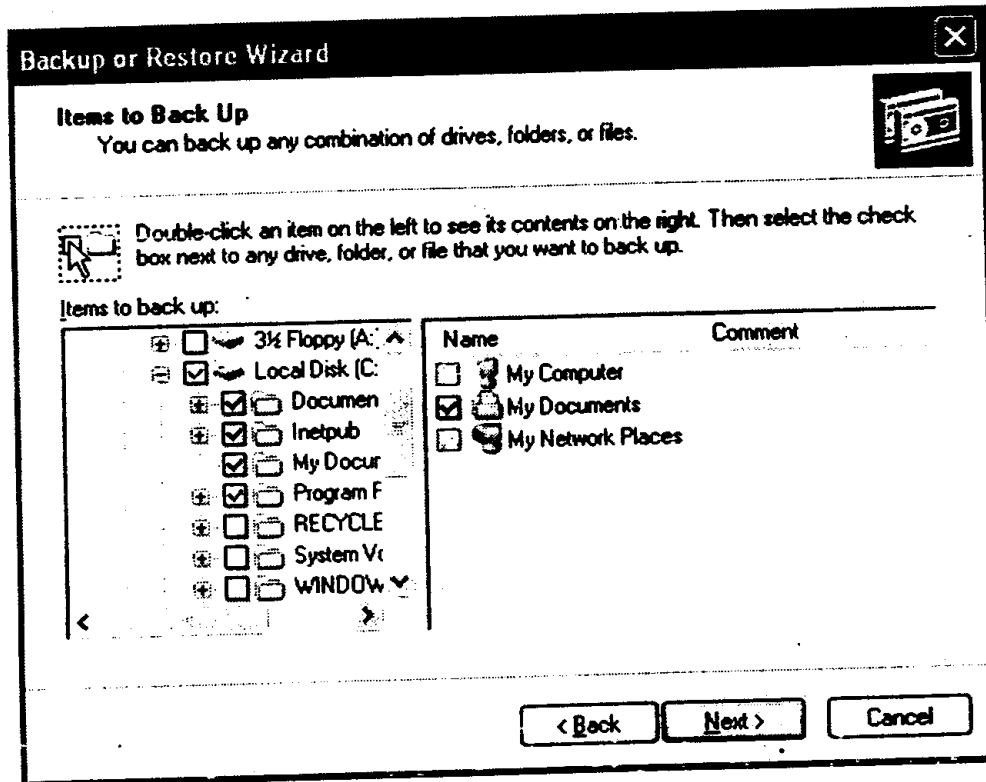 Backup or Restore Wizard
Items to Back Up
You can back up any combination of drives, folders, or files.
Double-click an item on the left to see its contents on the right. Then select the check
box next to any drive, folder, or file that you want to back up.
Items to back up:
3½ Floppy (A:
Local Disk (C:
Documen
Inetpub
My Docur
Program F
RECYCLE
System Vo
WINDOW
Name Comment
My Computer
My Documents
My Network Places
< Back Next > Cancel